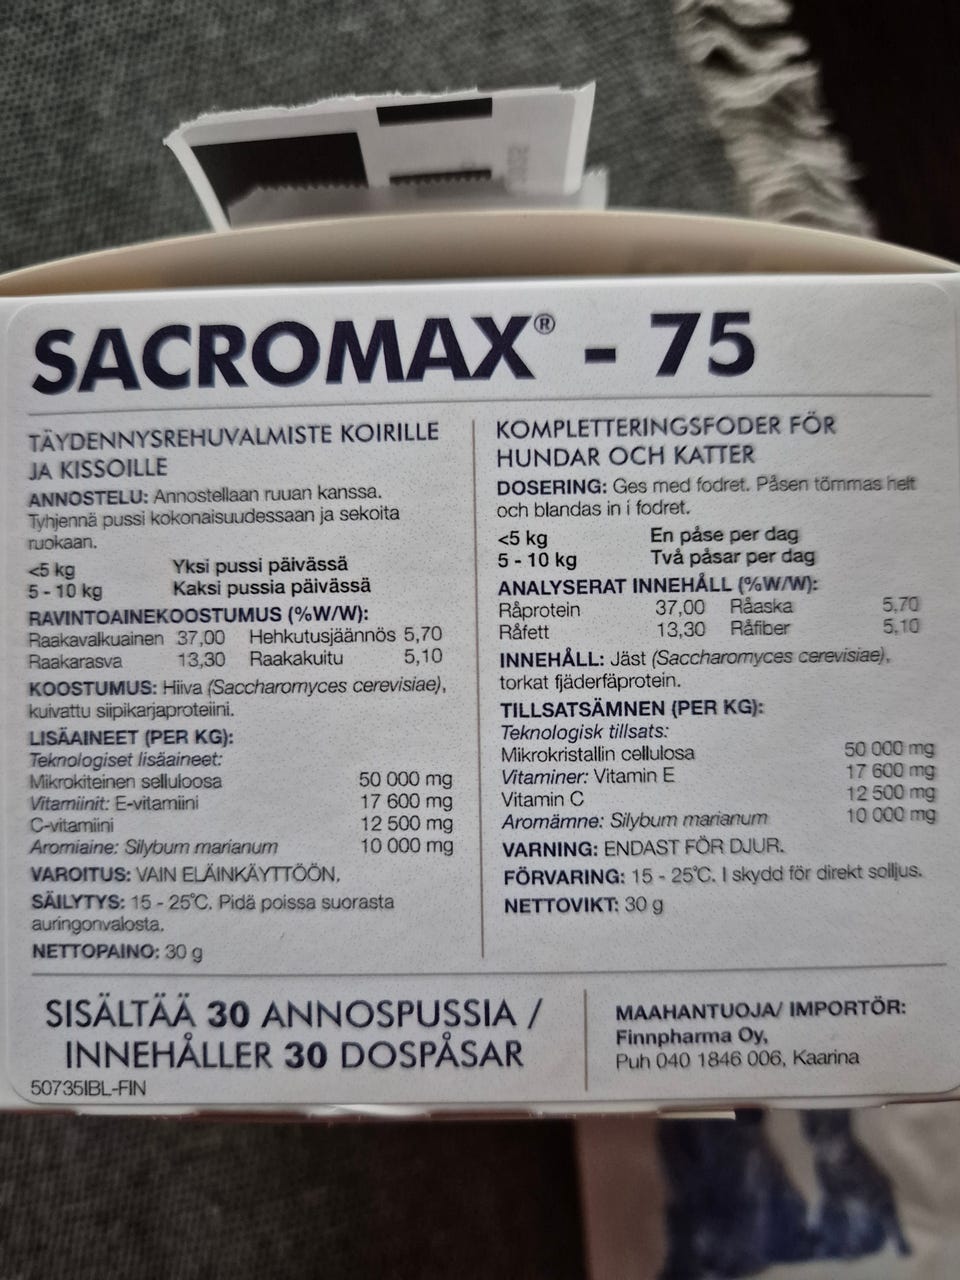 SACROMAX® - 75
TÄYDENNYSREHUVALMISTE KOIRILLE
JA KISSOILLE
ANNOSTELU: Annostellaan ruuan kanssa.
Tyhjennä pussi kokonaisuudessaan ja sekoita
ruokaan.
<5 kg Yksi pussi päivässä
5 - 10 kg Kaksi pussia päivässä
RAVINTOAINEKOOSTUMUS (%W/W):
Raakavalkuainen 37,00 Hehkutusjäännös 5,70
Raakarasva 13,30 Raakakuitu 5,10
KOOSTUMUS: Hiiva (Saccharomyces cerevisiae),
kuivattu siipikarjaproteiini.
LISÄAINEET (PER KG):
Teknologiset lisäaineet:
Mikrokiteinen selluloosa 50 000 mg
Vitamiinit: E-vitamiini 17 600 mg
C-vitamiini 12 500 mg
Aromiaine: Silybum marianum 10 000 mg
VAROITUS: VAIN ELÄINKÄYTTÖÖN.
SÄILYTYS: 15 - 25°C. Pidä poissa suorasta
auringonvalosta.
NETTOPAINO: 30 g
KOMPLETTERINGSFODER FÖR
HUNDAR OCH KATTER
DOSERING: Ges med fodret. Påsen tömmas helt
och blandas in i fodret.
<5 kg En påse per dag
5 - 10 kg Två påsar per dag
ANALYSERAT INNEHÅLL (%W/W):
Råprotein 37,00 Råaska 5,70
Råfett 13,30 Råfiber 5,10
INNEHÅLL: Jäst (Saccharomyces cerevisiae),
torkat fjäderfäprotein.
TILLSATSÄMNEN (PER KG):
Teknologisk tillsats:
Mikrokristallin cellulosa 50 000 mg
Vitaminer: Vitamin E 17 600 mg
Vitamin C 12 500 mg
Aromämne: Silybum marianum 10 000 mg
VARNING: ENDAST FÖR DJUR.
FÖRVARING: 15 - 25°C. I skydd för direkt solljus.
NETTOVIKT: 30 g
SISÄLTÄÄ 30 ANNOSPUSSIA /
INNEHÅLLER 30 DOSPÅSAR
50735IBL-FIN
MAAHANTUOJA/ IMPORTÖR:
Finnpharma Oy,
Puh 040 1846 006, Kaarina